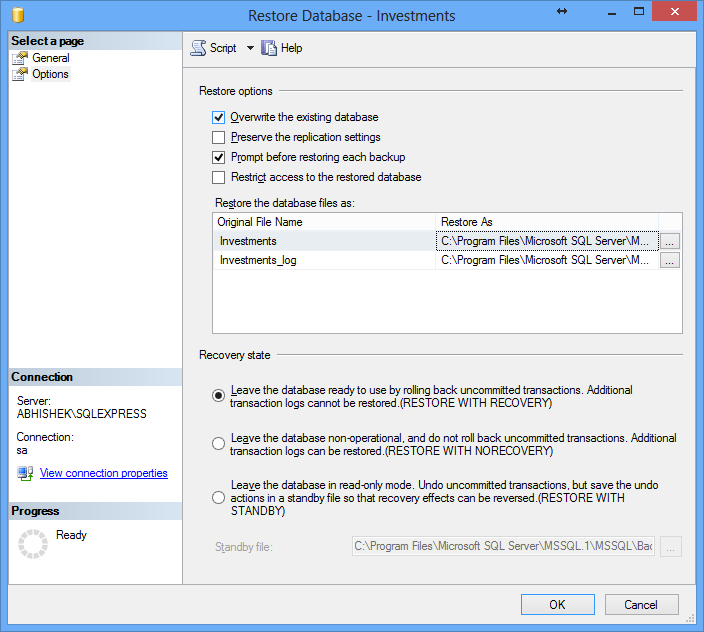 Restore Database - Investments
Select a page
General
Options
Script
Help
Restore options
Overwrite the existing database
Preserve the replication settings
Prompt before restoring each backup
Restrict access to the restored database
Restore the database files as:
Original File Name
Restore As
Investments
C:\Program Files\Microsoft SQL Server\M...
...
Investments_log
C:\Program Files\Microsoft SQL Server\M...
...
Recovery state
Leave the database ready to use by rolling back uncommitted transactions. Additional
transaction logs cannot be restored.(RESTORE WITH RECOVERY)
Leave the database non-operational, and do not roll back uncommitted transactions. Additional
transaction logs can be restored.(RESTORE WITH NORECOVERY)
Leave the database in read-only mode. Undo uncommitted transactions, but save the undo
actions in a standby file so that recovery effects can be reversed.(RESTORE WITH
STANDBY)
Standby file:
C:\Program Files\Microsoft SQL Server\MSSQL.1\MSSQL\Bac
...
Connection
Server:
ABHISHEK\SQLEXPRESS
Connection:
sa
View connection properties
Progress
Ready
OK
Cancel